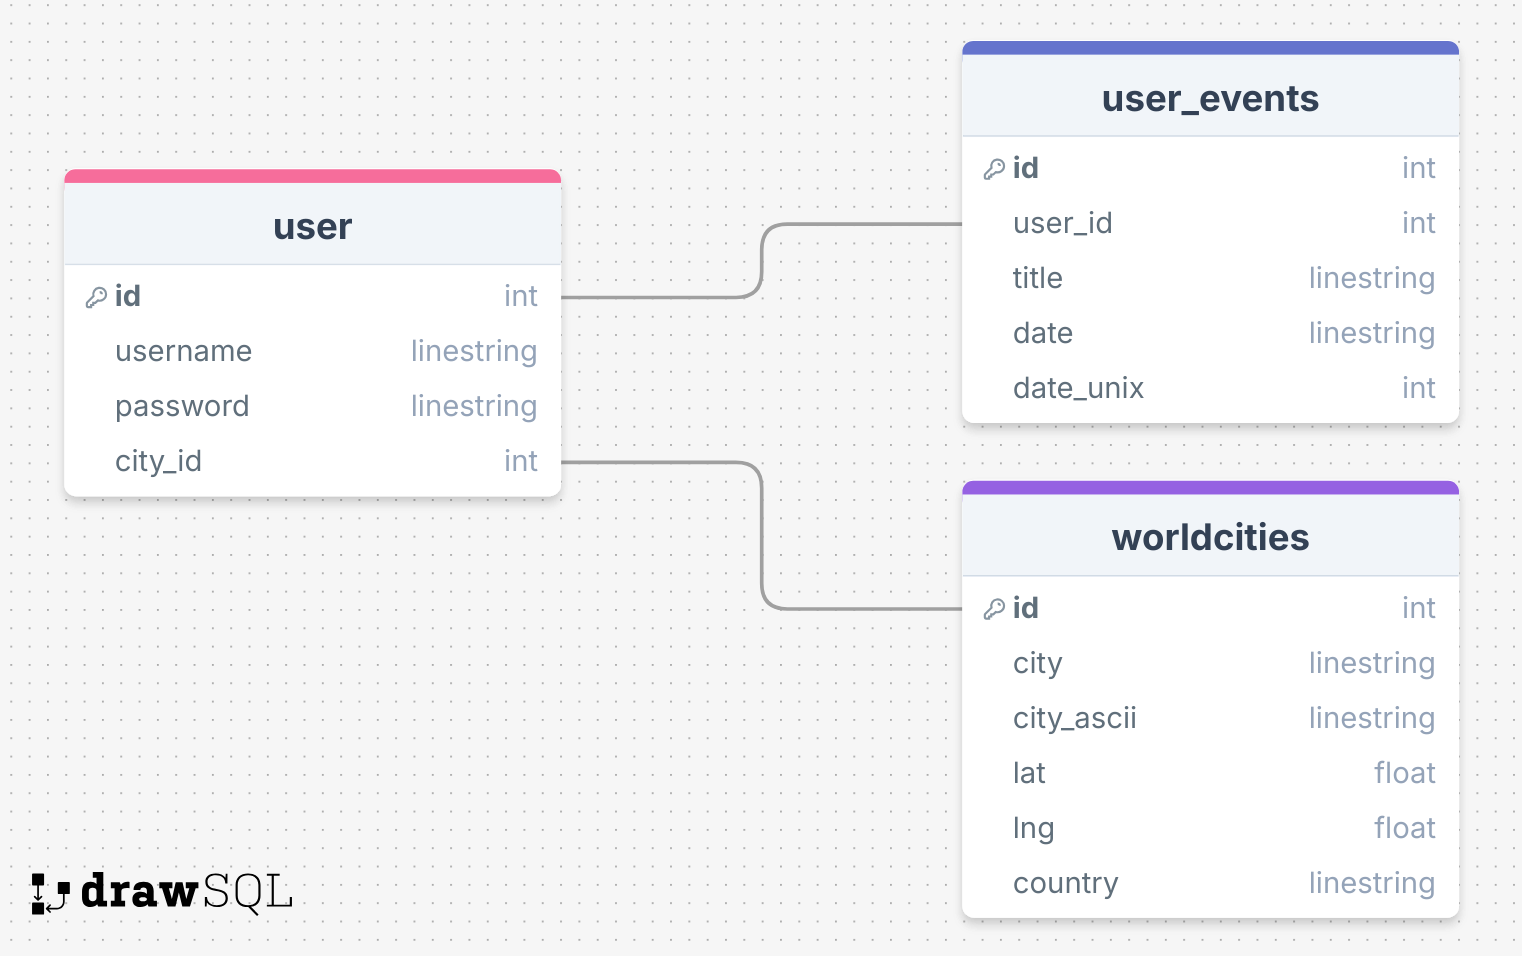 user
id int
username linestring
password linestring
city_id int
user_events
id int
user_id int
title linestring
date linestring
date_unix int
worldcities
id int
city linestring
city_ascii linestring
lat float
lng float
country linestring
drawSQL